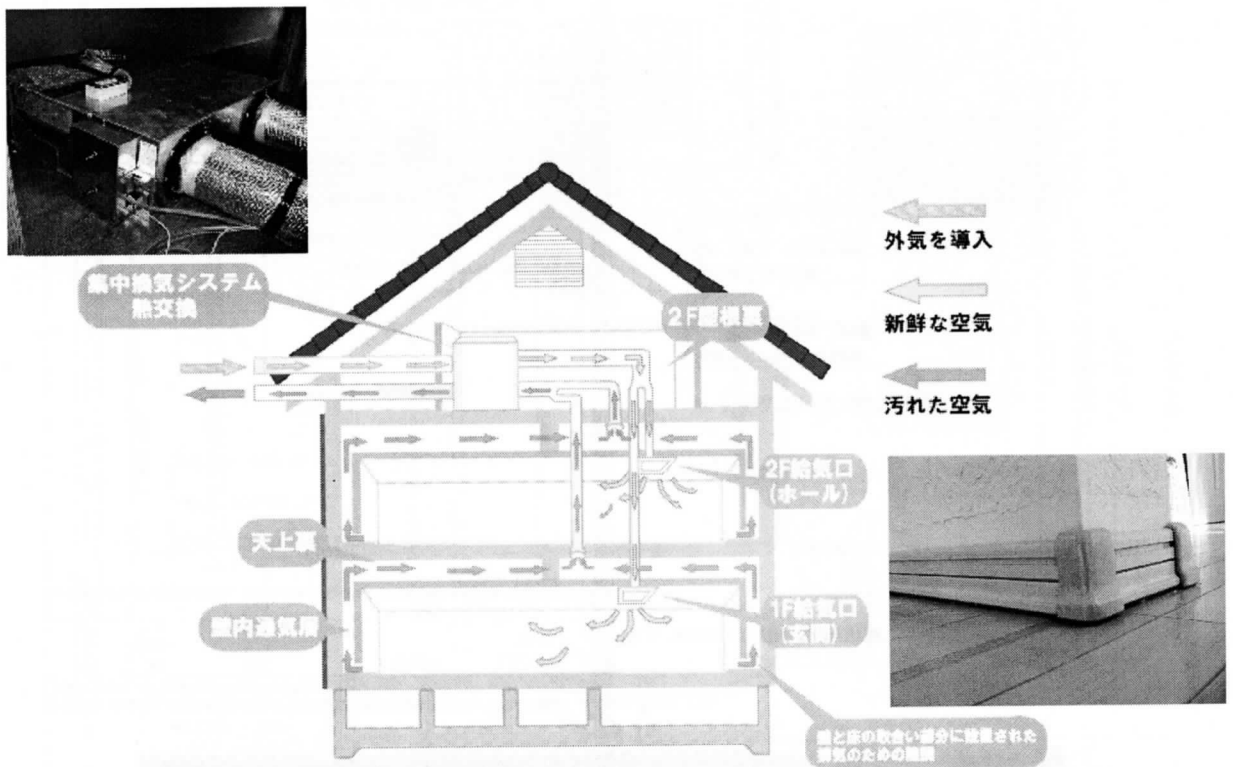 集中換気システム
熱交換
2F屋根裏
外気を導入
新鮮な空気
汚れた空気
2F給気口
(ホール)
天上裏
1F給気口
(玄関)
壁内通気層
壁と床の取合い部分に設置された
排気のための隙間